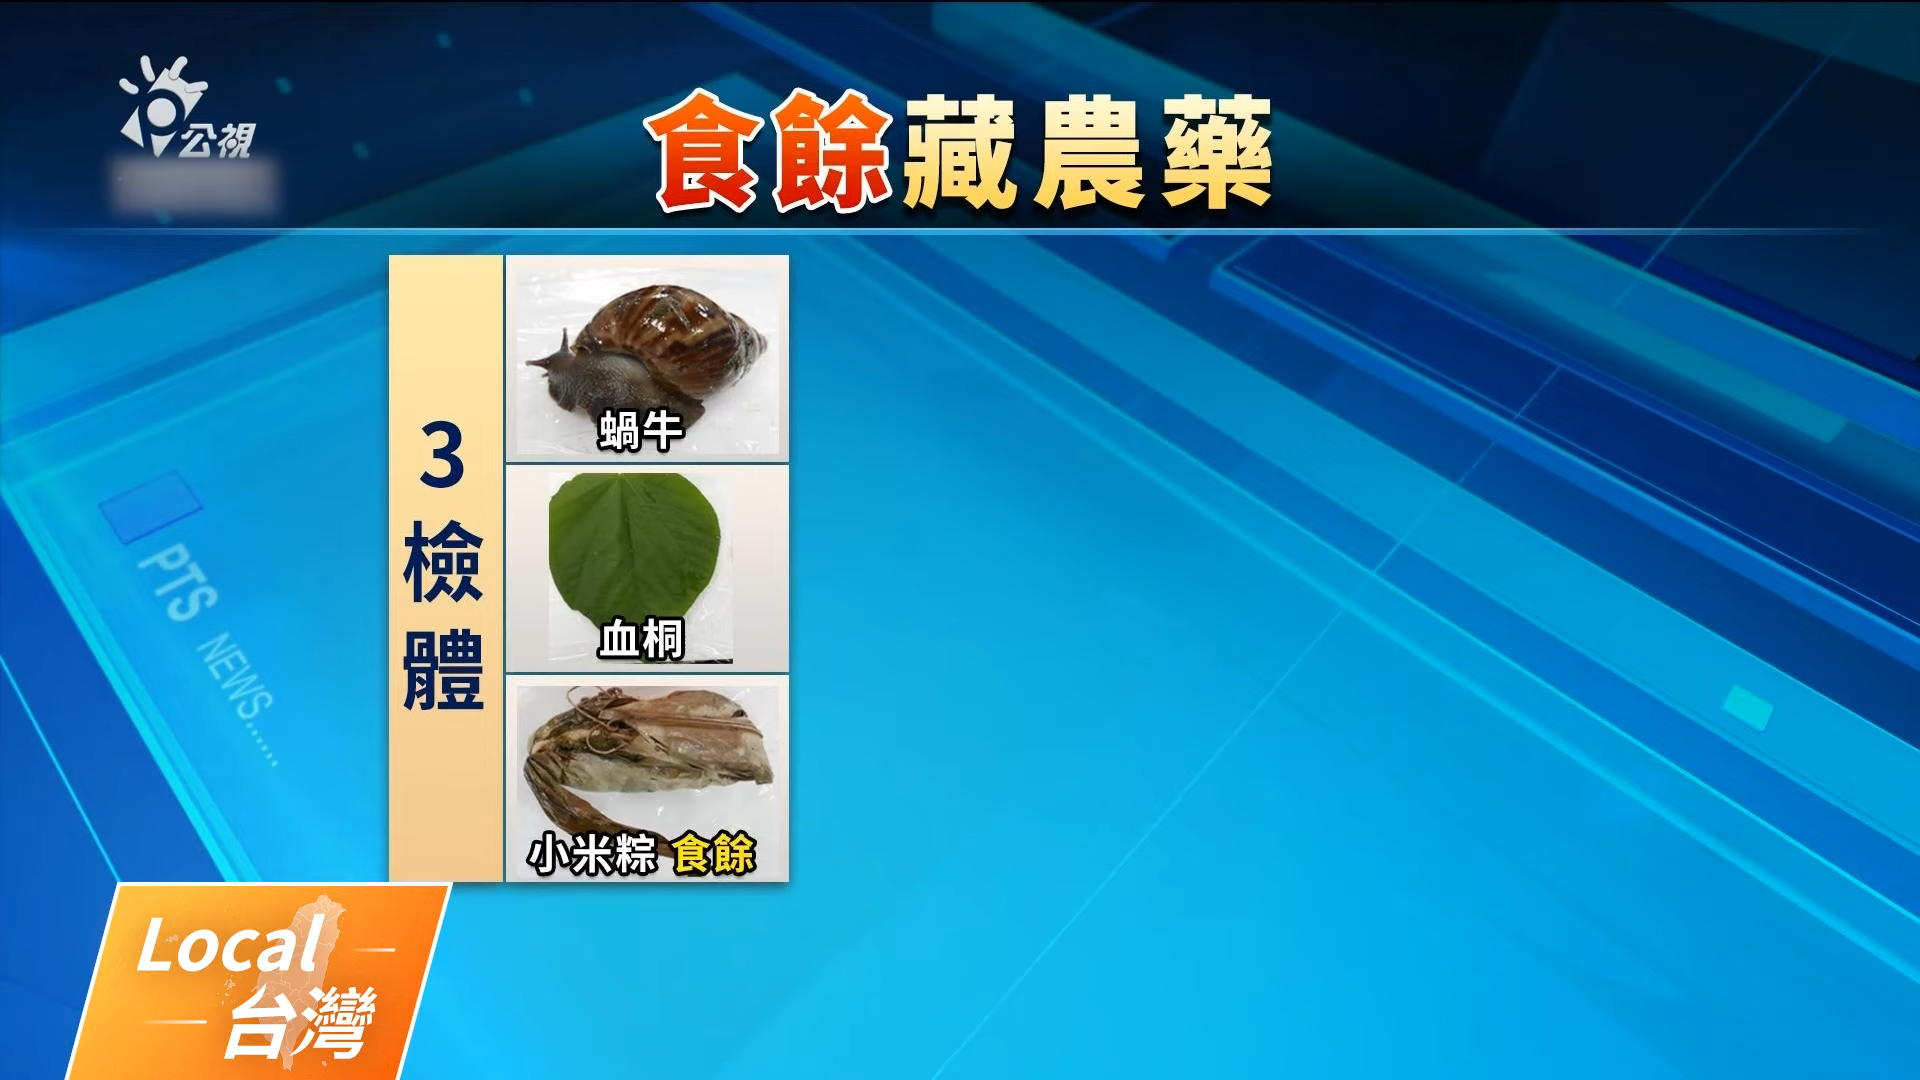 公視
食餘藏農藥
3檢體
蝸牛
血桐
小米粽 食餘
PTS NEWS......
Local
台灣